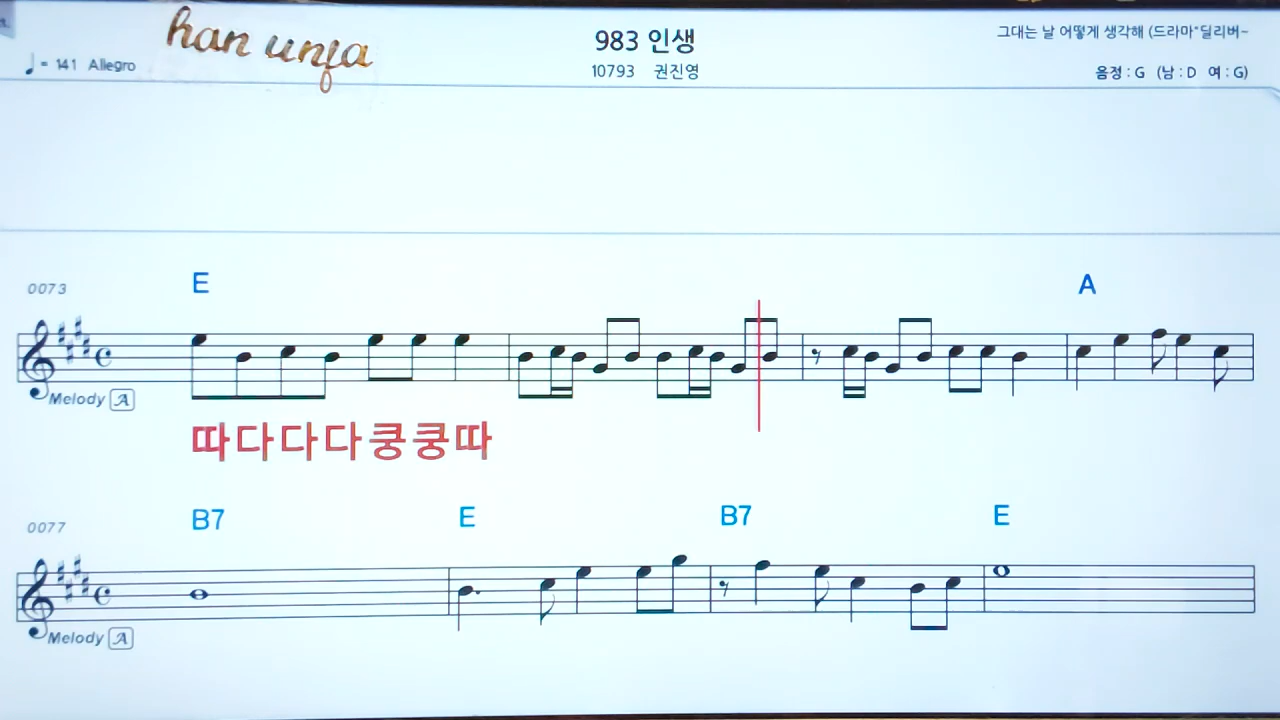 han unja
983 인생
그대는 날 어떻게 생각해 (드라마"딜리버~
= 141 Allegro
10793 권진영
음정 : G (남 : D 여 : G)
0073
E
A
Melody A
따다다다쿵쿵따
0077
B7 E B7 E
Melody A